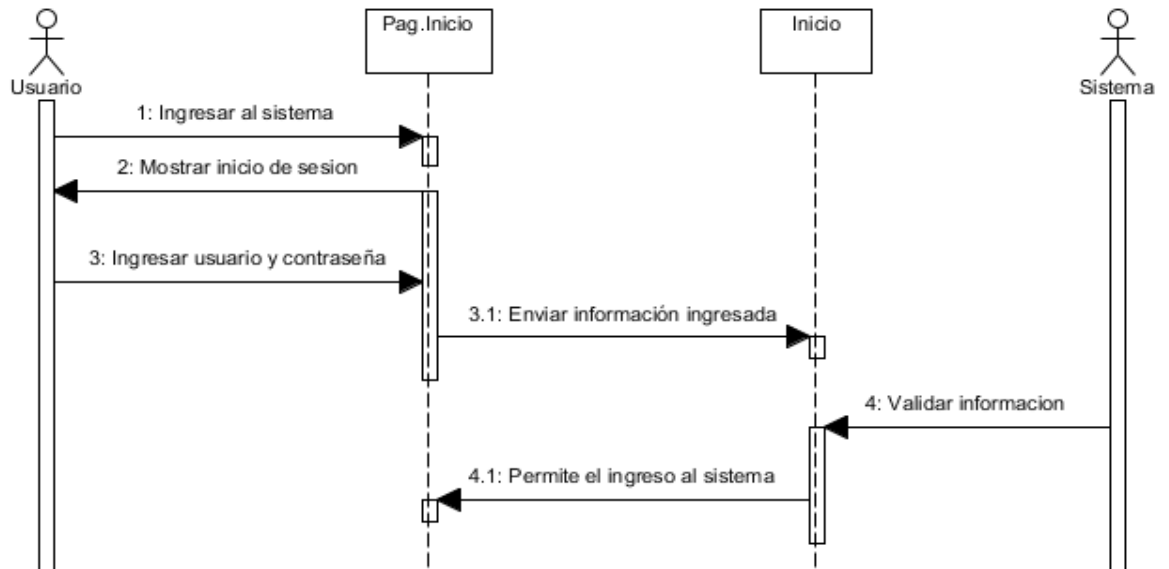 Pag.Inicio
Inicio
Usuario
Sistema
1: Ingresar al sistema
2: Mostrar inicio de sesion
3: Ingresar usuario y contraseña
3.1: Enviar información ingresada
4: Validar informacion
4.1: Permite el ingreso al sistema